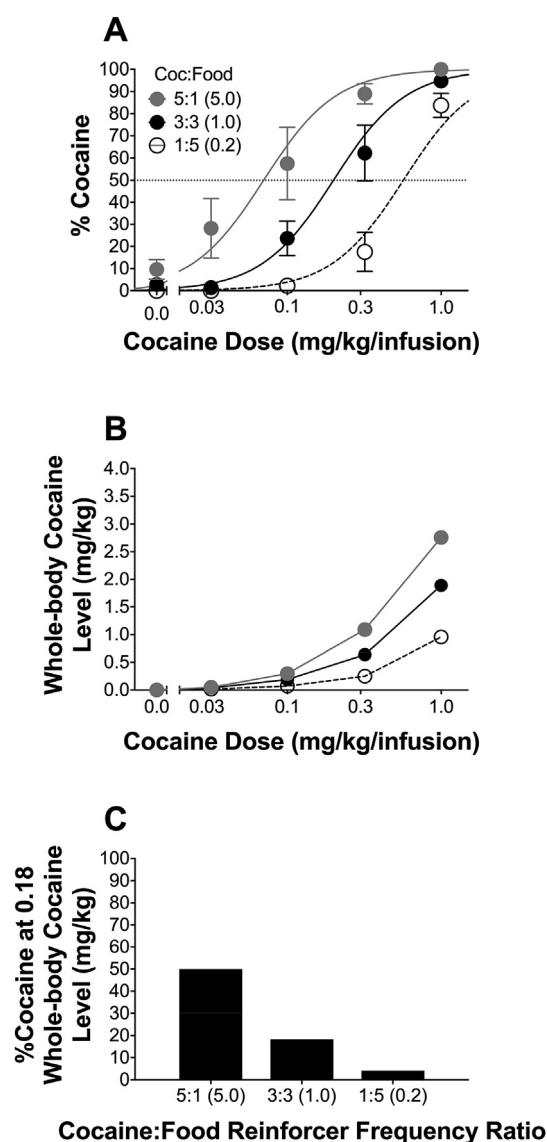 A
% Cocaine
100
90
80
70
60
50
40
30
20
10
0
Coc:Food
5:1 (5.0)
3:3 (1.0)
1:5 (0.2)
0.0 0.03 0.1 0.3 1.0
Cocaine Dose (mg/kg/infusion)
B
Whole-body Cocaine
Level (mg/kg)
4.0
3.5
3.0
2.5
2.0
1.5
1.0
0.5
0.0
0.0 0.03 0.1 0.3 1.0
Cocaine Dose (mg/kg/infusion)
C
%Cocaine at 0.18
Whole-body Cocaine
Level (mg/kg)
100
90
80
70
60
50
40
30
20
10
0
5:1 (5.0) 3:3 (1.0) 1:5 (0.2)
Cocaine:Food Reinforcer Frequency Ratio